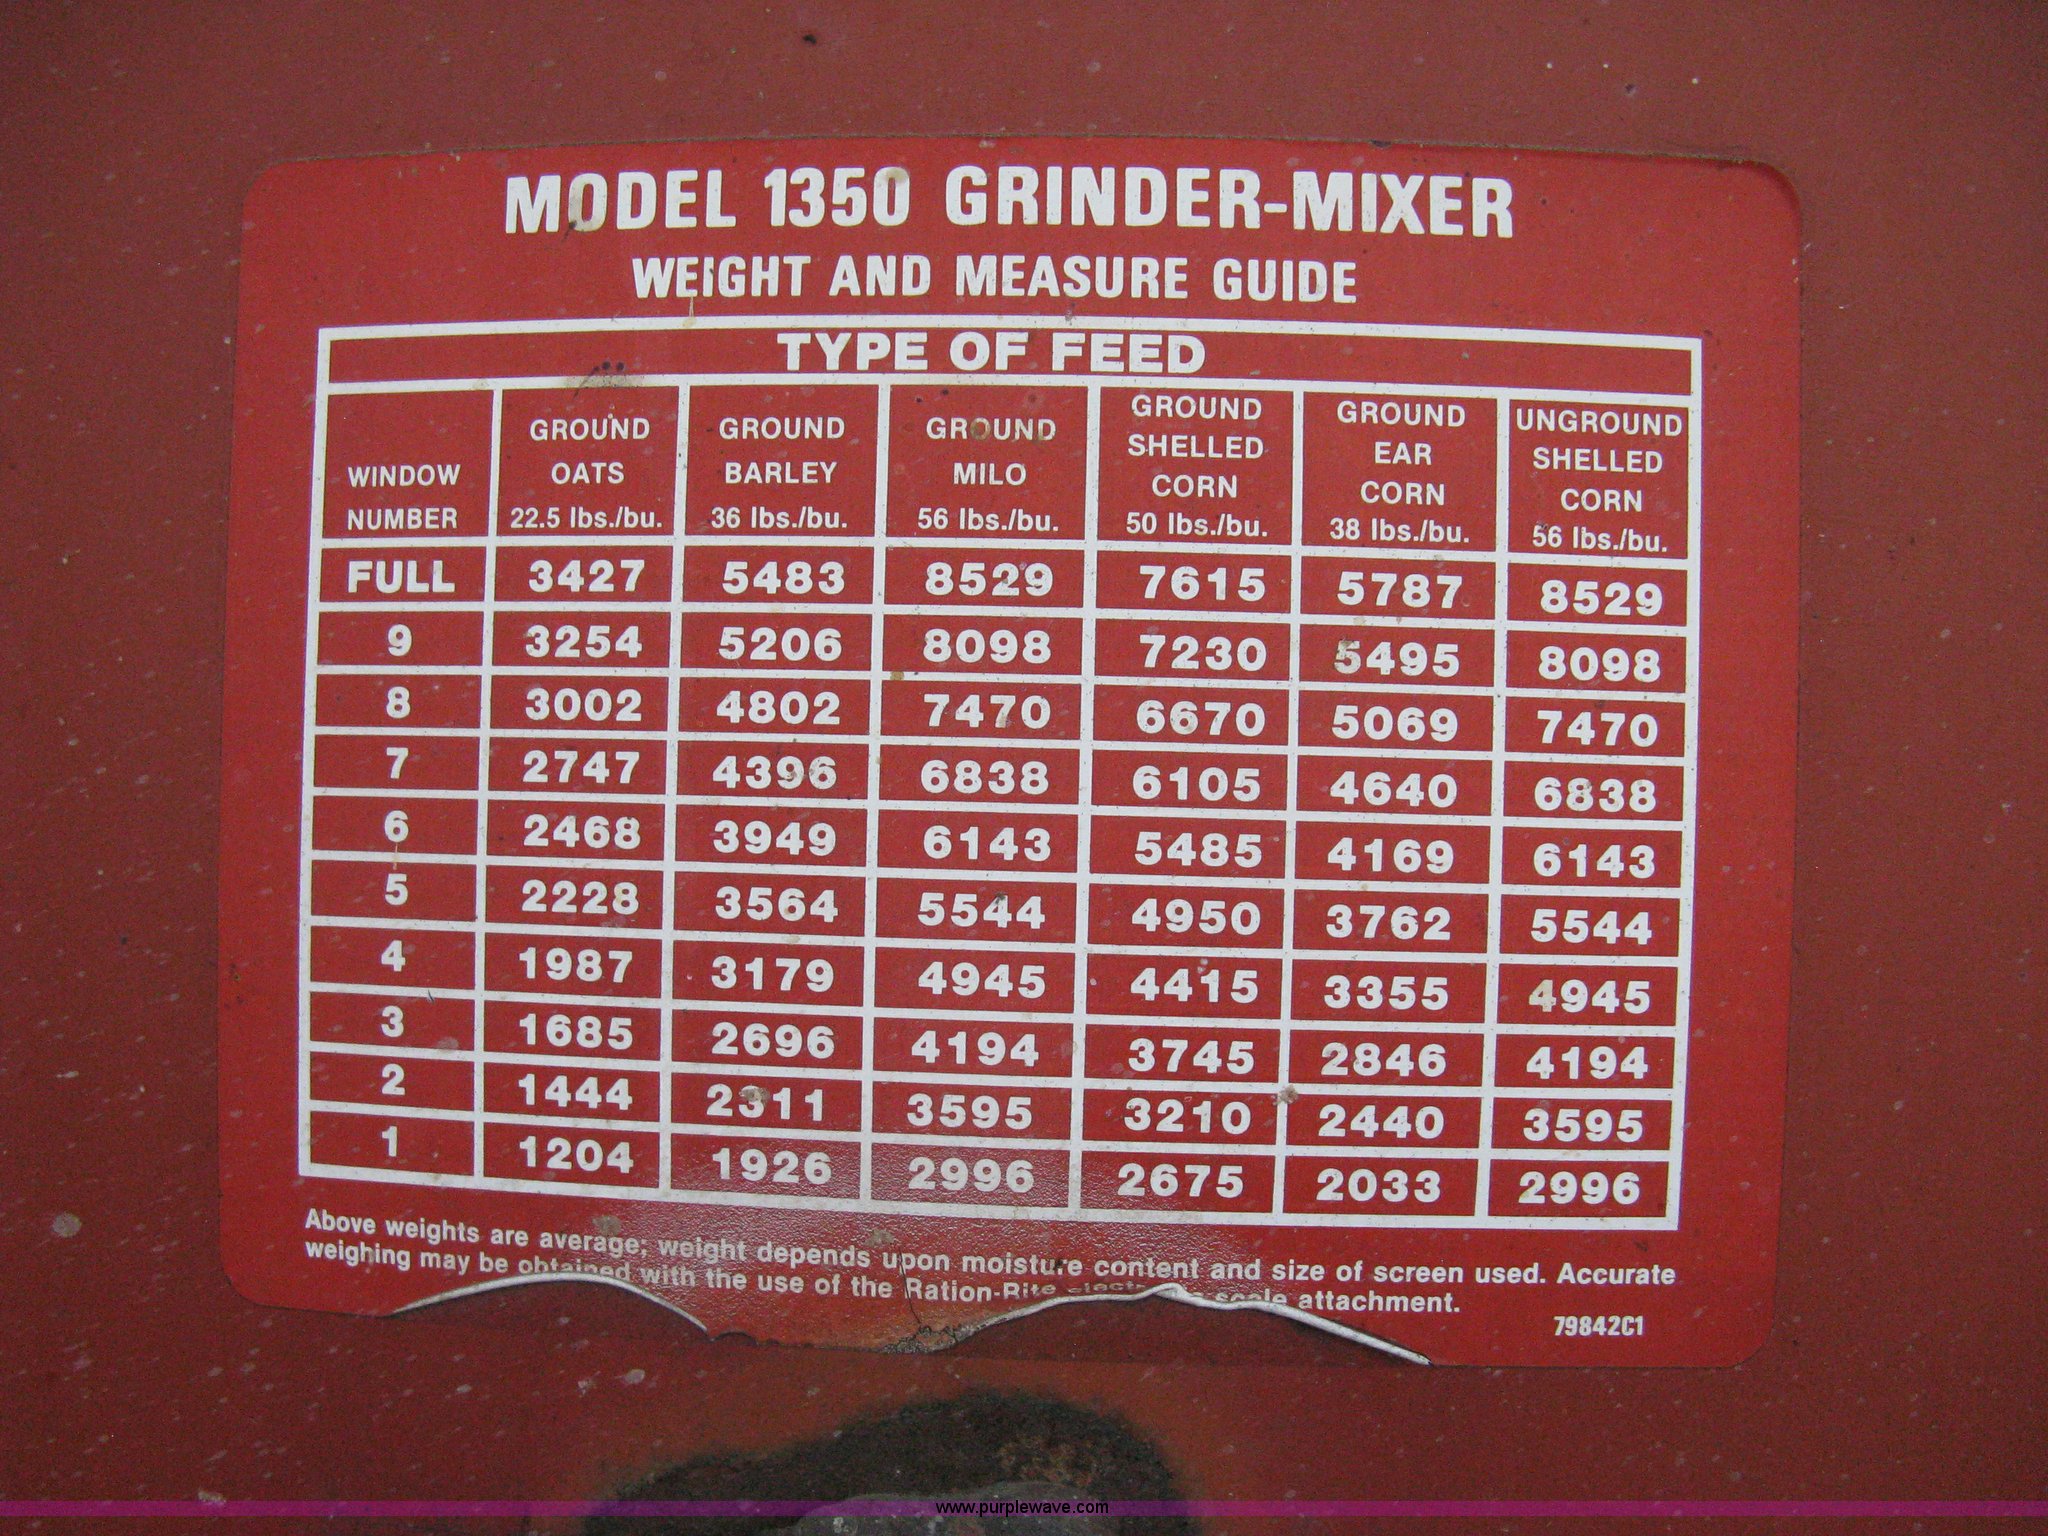 MODEL 1350 GRINDER-MIXER
WEIGHT AND MEASURE GUIDE
TYPE OF FEED
WINDOW NUMBER GROUND OATS 22.5 lbs./bu. GROUND BARLEY 36 lbs./bu. GROUND MILO 56 lbs./bu. GROUND SHELLED CORN 50 lbs./bu. GROUND EAR CORN 38 lbs./bu. UNGROUND SHELLED CORN 56 lbs./bu.
FULL 3427 5483 8529 7615 5787 8529
9 3254 5206 8098 7230 5495 8098
8 3002 4802 7470 6670 5069 7470
7 2747 4396 6838 6105 4640 6838
6 2468 3949 6143 5485 4169 6143
5 2228 3564 5544 4950 3762 5544
4 1987 3179 4945 4415 3355 4945
3 1685 2696 4194 3745 2846 4194
2 1444 2311 3595 3210 2440 3595
1 1204 1926 2996 2675 2033 2996
Above weights are average; weight depends upon moisture content and size of screen used. Accurate
weighing may be obtained with the use of the Ration-Rite scale attachment.
79842C1
www.purplewave.com